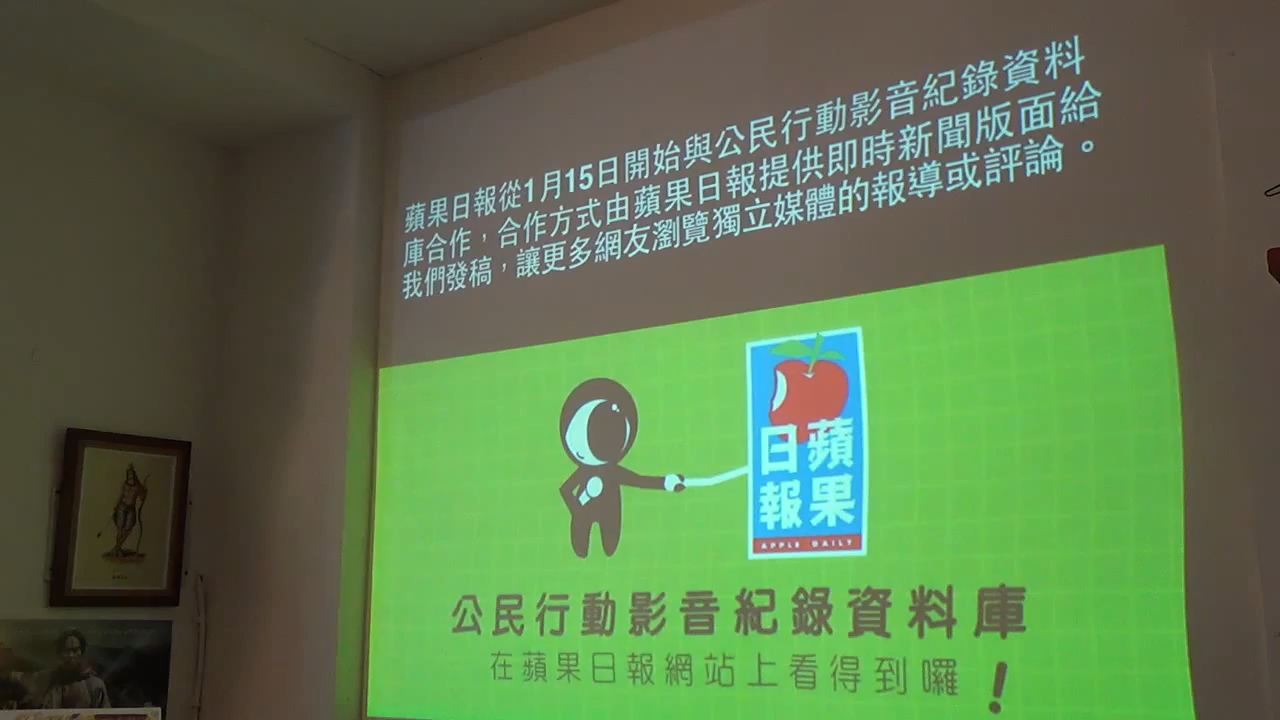 蘋果日報從1月15日開始與公民行動影音紀錄資料
庫合作，合作方式由蘋果日報提供即時新聞版面給
我們發稿，讓更多網友瀏覽獨立媒體的報導或評論。
蘋果
日報
APPLE DAILY
公民行動影音紀錄資料庫
在蘋果日報網站上看得到囉！